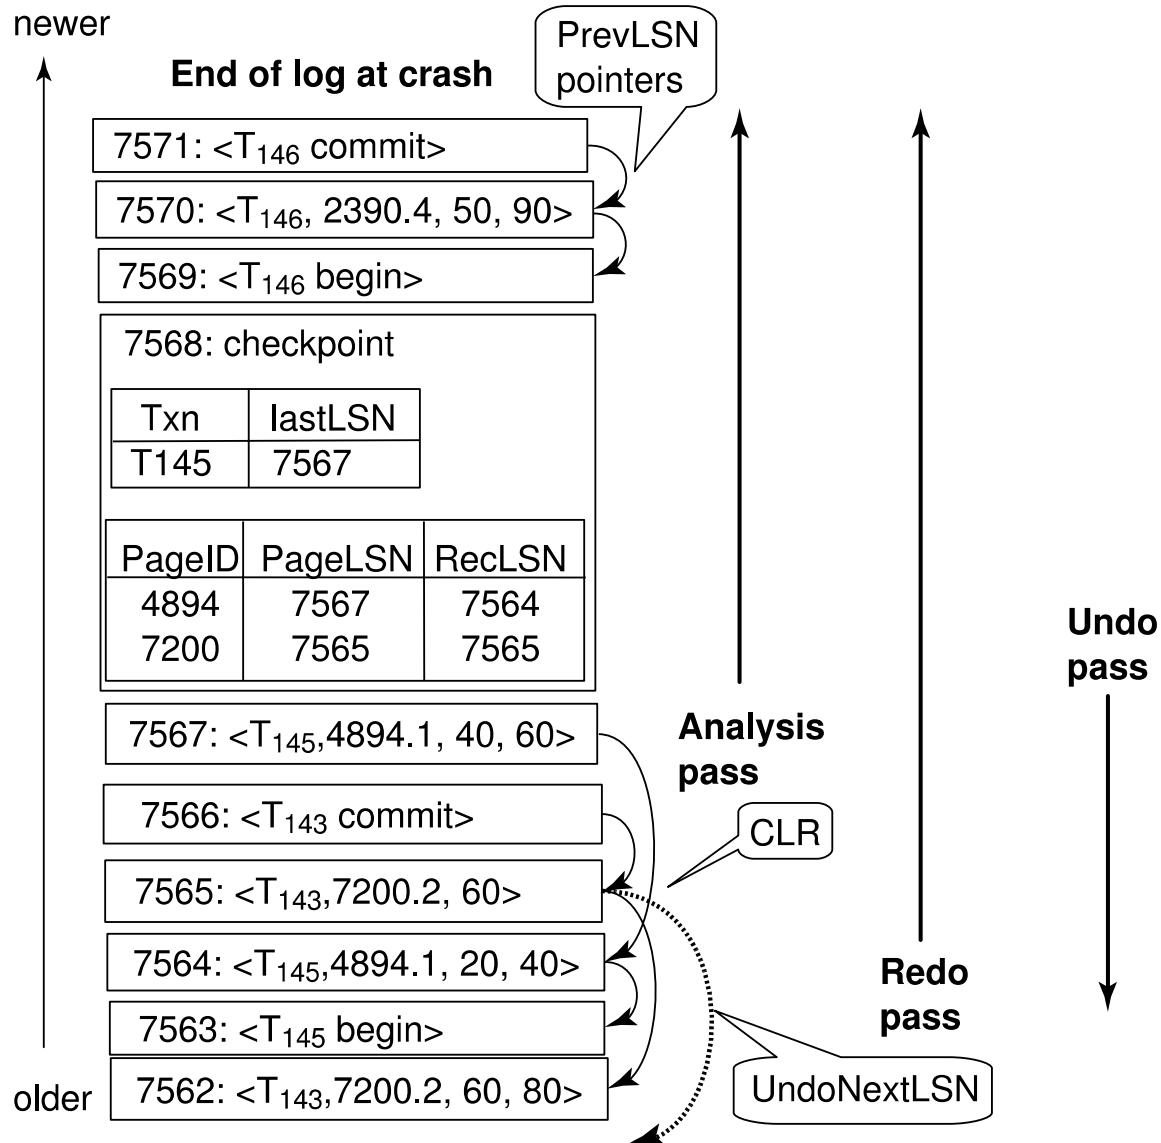 newer
PrevLSN
pointers
End of log at crash
7571: <T146 commit>
7570: <T146, 2390.4, 50, 90>
7569: <T146 begin>
7568: checkpoint
Txn lastLSN
T145 7567
PageID PageLSN RecLSN
4894 7567 7564
7200 7565 7565
Undo
pass
7567: <T145,4894.1, 40, 60>
Analysis
pass
7566: <T143 commit>
CLR
7565: <T143,7200.2, 60>
7564: <T145,4894.1, 20, 40>
Redo
pass
7563: <T145 begin>
older
7562: <T143,7200.2, 60, 80>
UndoNextLSN